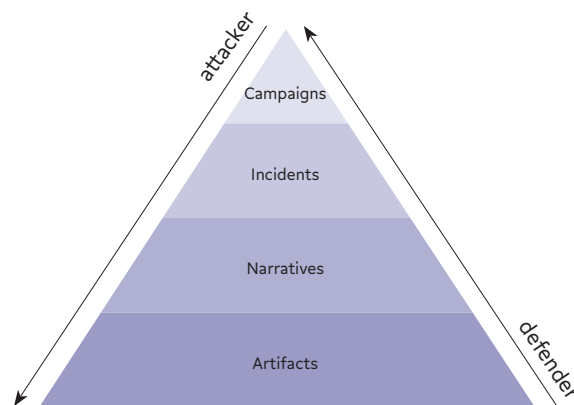 attacker
Campaigns
Incidents
Narratives
Artifacts
defender